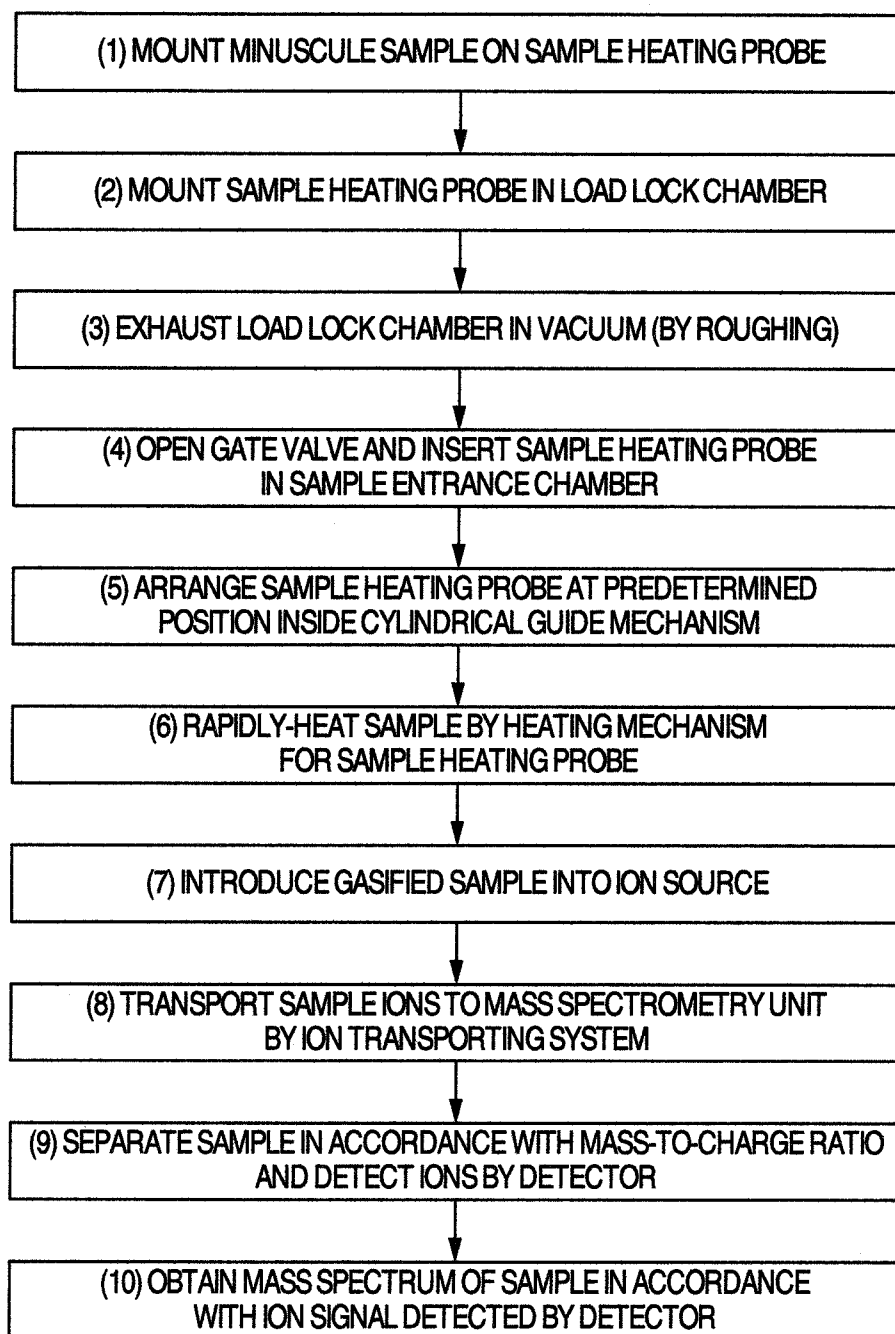 (1) MOUNT MINUSCULE SAMPLE ON SAMPLE HEATING PROBE
(2) MOUNT SAMPLE HEATING PROBE IN LOAD LOCK CHAMBER
(3) EXHAUST LOAD LOCK CHAMBER IN VACUUM (BY ROUGHING)
(4) OPEN GATE VALVE AND INSERT SAMPLE HEATING PROBE
IN SAMPLE ENTRANCE CHAMBER
(5) ARRANGE SAMPLE HEATING PROBE AT PREDETERMINED
POSITION INSIDE CYLINDRICAL GUIDE MECHANISM
(6) RAPIDLY-HEAT SAMPLE BY HEATING MECHANISM
FOR SAMPLE HEATING PROBE
(7) INTRODUCE GASIFIED SAMPLE INTO ION SOURCE
(8) TRANSPORT SAMPLE IONS TO MASS SPECTROMETRY UNIT
BY ION TRANSPORTING SYSTEM
(9) SEPARATE SAMPLE IN ACCORDANCE WITH MASS-TO-CHARGE RATIO
AND DETECT IONS BY DETECTOR
(10) OBTAIN MASS SPECTRUM OF SAMPLE IN ACCORDANCE
WITH ION SIGNAL DETECTED BY DETECTOR